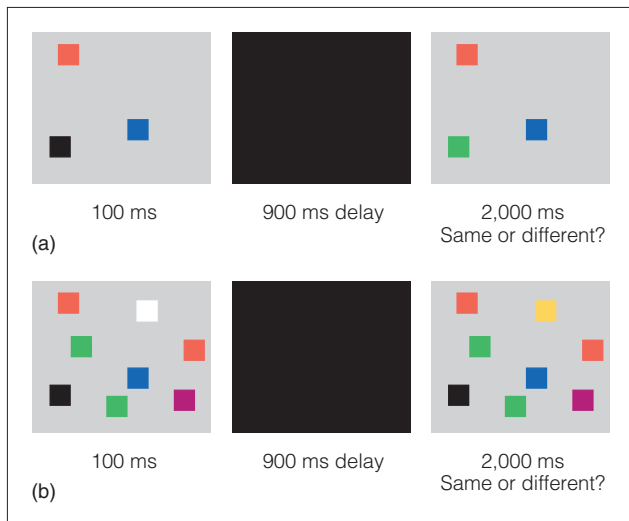 100 ms
900 ms delay
2,000 ms
Same or different?
(a)
100 ms
900 ms delay
2,000 ms
Same or different?
(b)